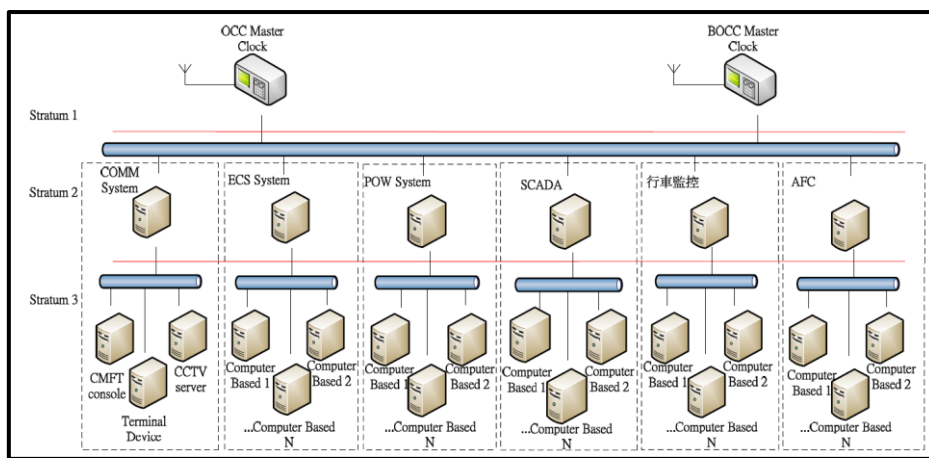 OCC Master
Clock
BOCC Master
Clock
Stratum 1
COMM
System
ECS System
POW System
SCADA
行車監控
AFC
Stratum 2
Stratum 3
CMFT
console
CCTV
server
Terminal
Device
Computer
Based 1
Computer
Based 2
...Computer Based
N
Computer
Based 1
Computer
Based 2
...Computer Based
N
Computer
Based 1
Computer
Based 2
...Computer Based
N
Computer
Based 1
Computer
Based 2
...Computer Based
N
Computer
Based 1
Computer
Based 2
...Computer Based
N